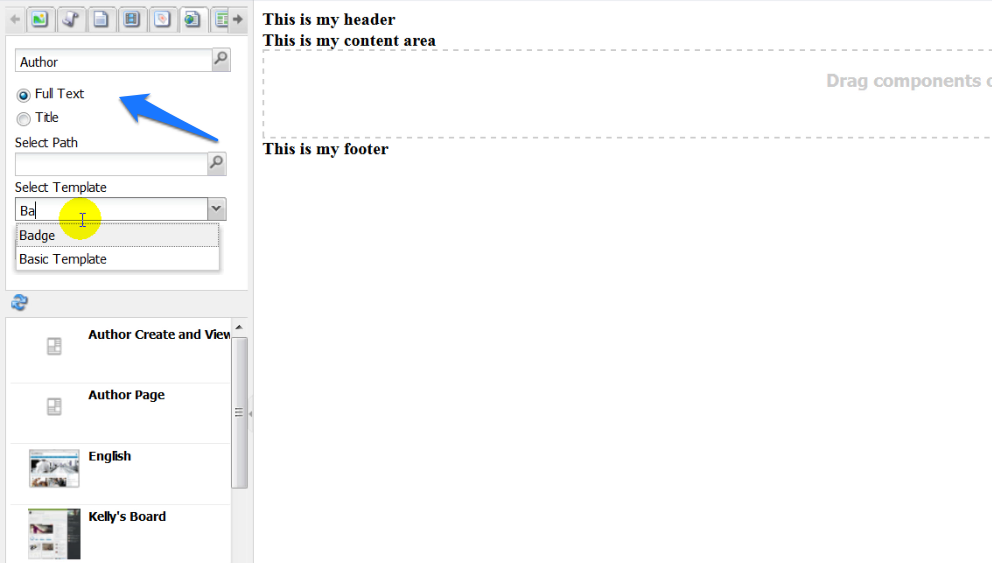 Author
Full Text
Title
Select Path
Select Template
Ba
Badge
Basic Template
Author Create and View
Author Page
English
Kelly's Board
This is my header
This is my content area
Drag components
This is my footer